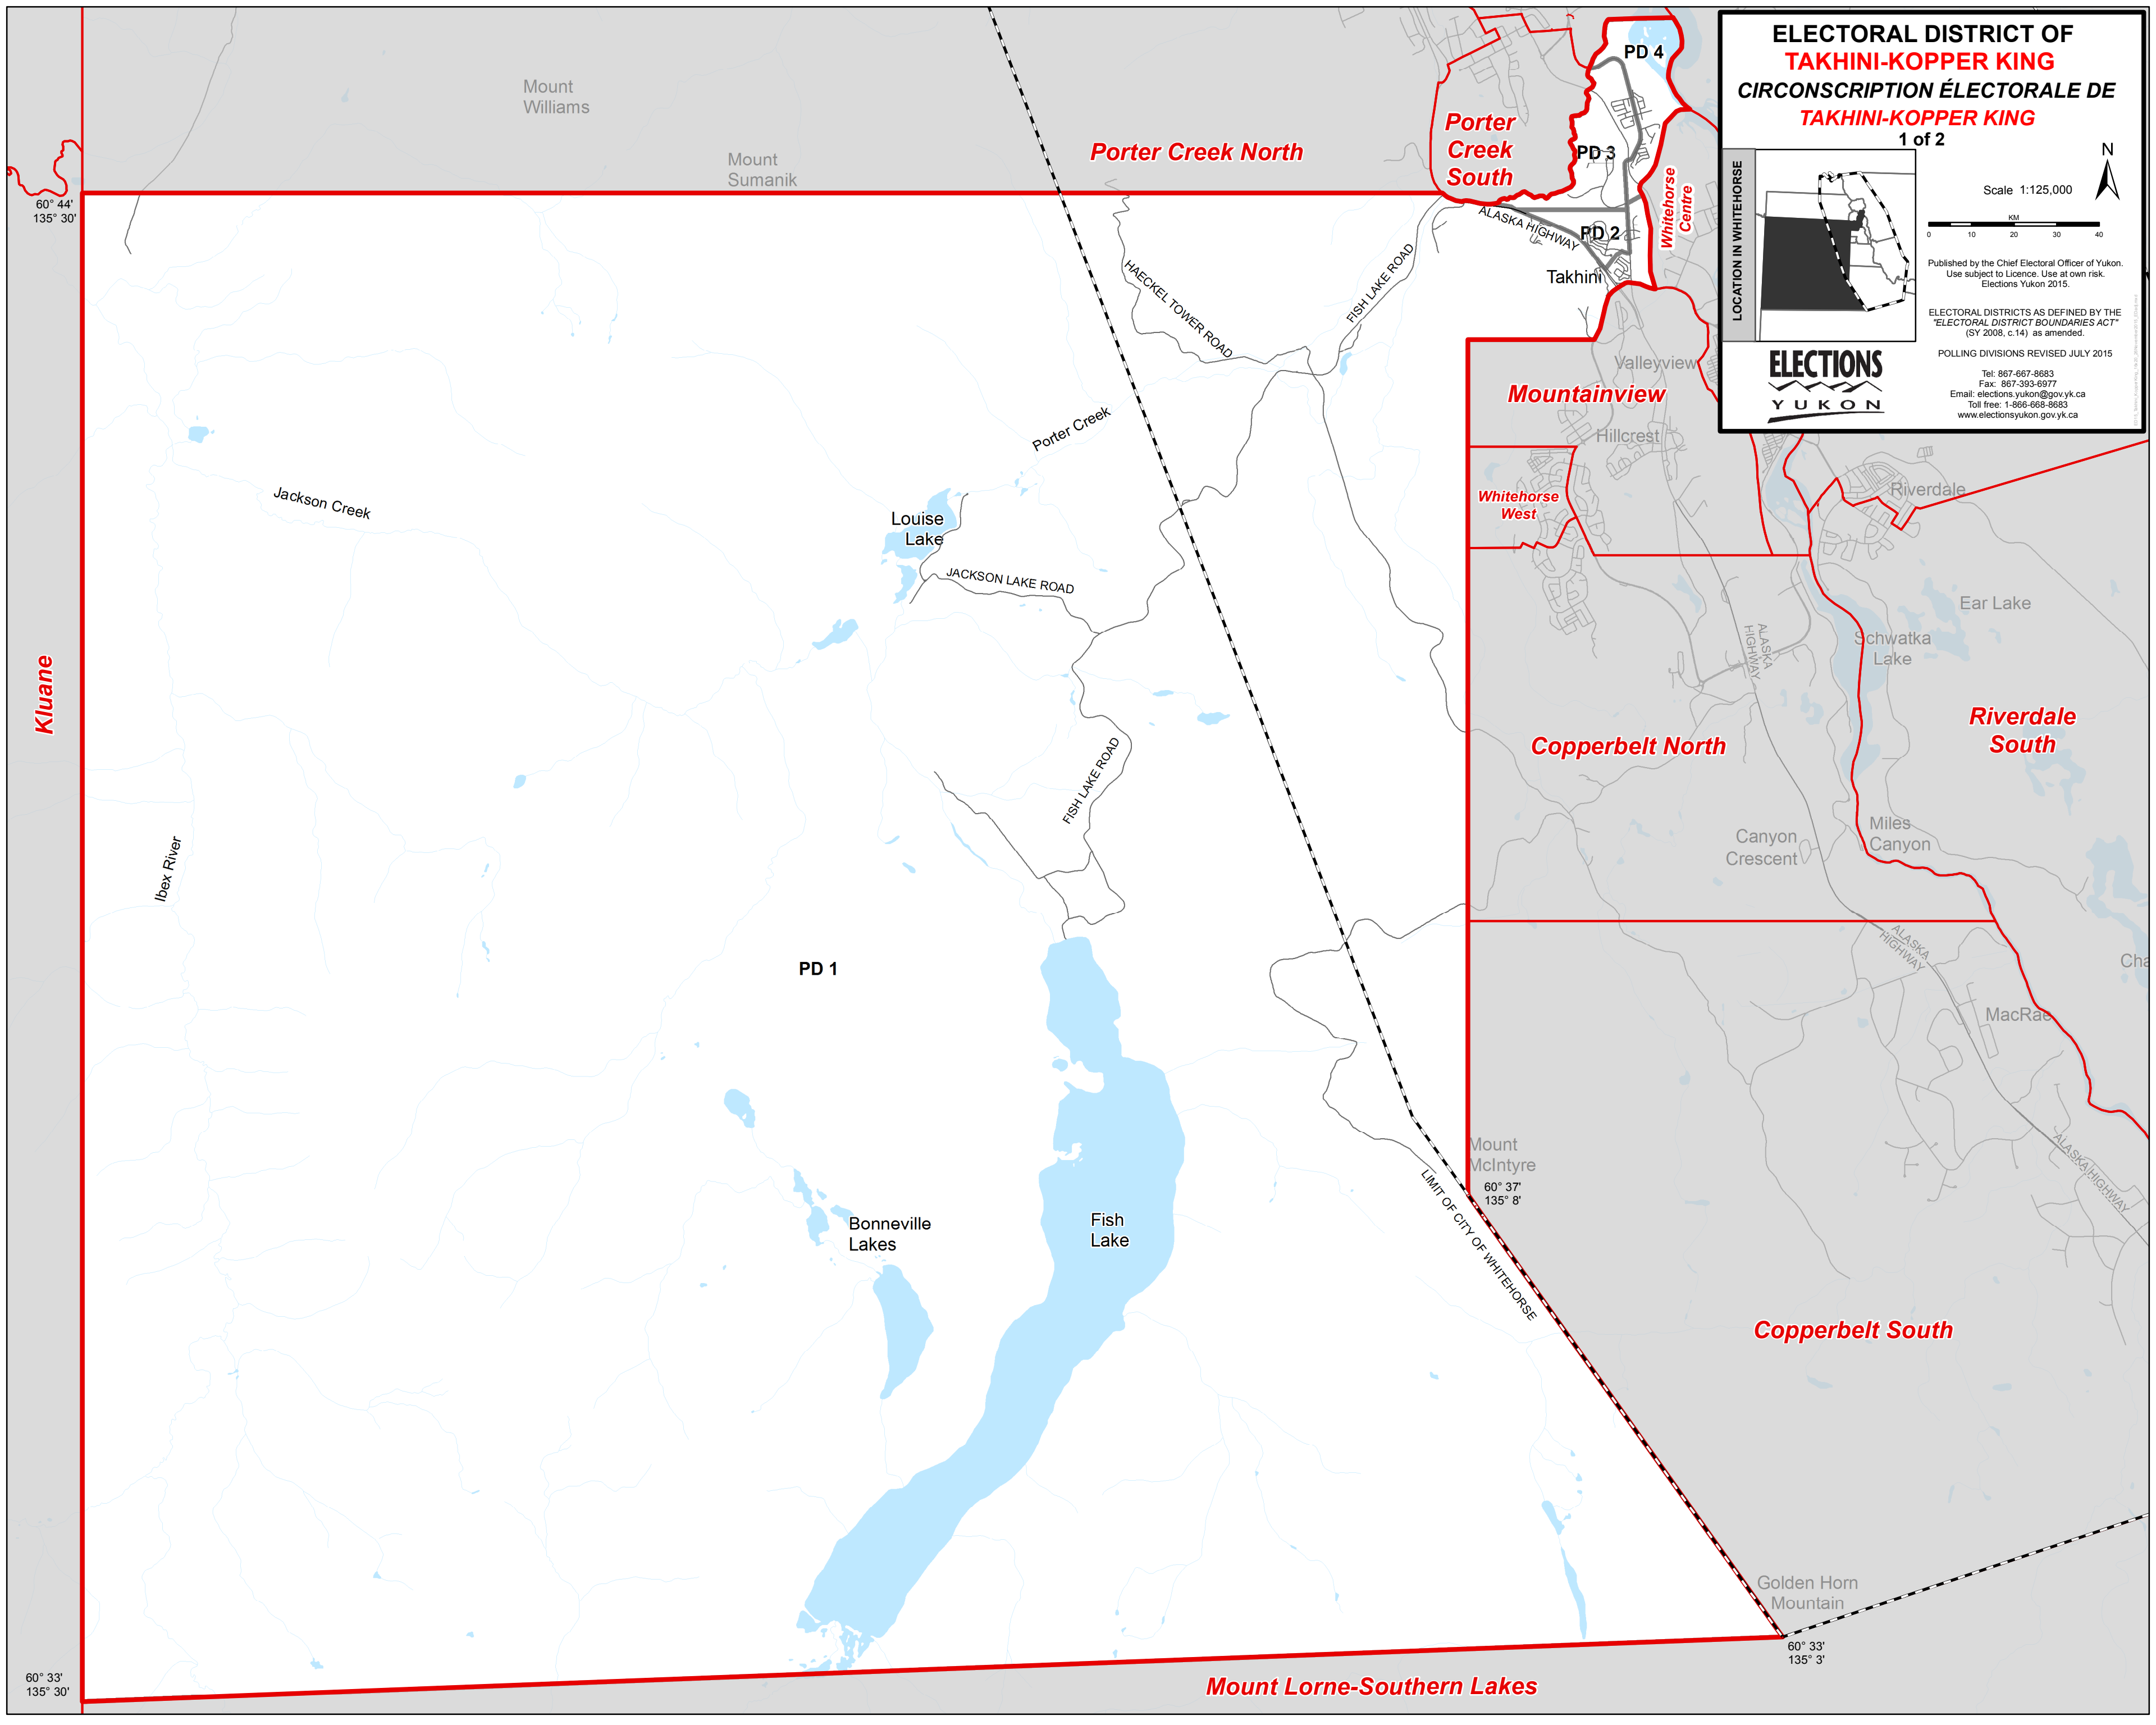 ELECTORAL DISTRICT OF
TAKHINI-KOPPER KING
CIRCONSCRIPTION ÉLECTORALE DE
TAKHINI-KOPPER KING
1 of 2
LOCATION IN WHITEHORSE
N
Scale 1:125,000
KM
0 10 20 30 40
Published by the Chief Electoral Officer of Yukon.
Use subject to Licence. Use at own risk.
Elections Yukon 2015.
ELECTORAL DISTRICTS AS DEFINED BY THE
"ELECTORAL DISTRICT BOUNDARIES ACT"
(SY 2008, c.14) as amended.
POLLING DIVISIONS REVISED JULY 2015
Tel: 867-667-8683
Fax: 867-393-6977
Email: elections.yukon@gov.yk.ca
Toll free: 1-866-668-8683
www.electionsyukon.gov.yk.ca
ELECTIONS
YUKON
Mount
Williams
Mount
Sumanik
Porter Creek North
Porter
Creek
South
PD 4
PD 3
Whitehorse
Centre
60° 44'
135° 30'
ALASKA HIGHWAY
PD 2
Takhini
HAECKEL TOWER ROAD
FISH LAKE ROAD
Valleyview
Mountainview
Hillcrest
Porter Creek
Whitehorse
West
Riverdale
Jackson Creek
Louise
Lake
JACKSON LAKE ROAD
Ear Lake
Schwatka
Lake
ALASKA
HIGHWAY
Kluane
Riverdale
South
Copperbelt North
FISH LAKE ROAD
Miles
Canyon
Canyon
Crescent
Ibex River
ALASKA
HIGHWAY
Cha
PD 1
MacRae
Mount
McIntyre
60° 37'
135° 8'
ALASKA HIGHWAY
LIMIT OF CITY OF WHITEHORSE
Bonneville
Lakes
Fish
Lake
Copperbelt South
Golden Horn
Mountain
60° 33'
135° 3'
60° 33'
135° 30'
Mount Lorne-Southern Lakes